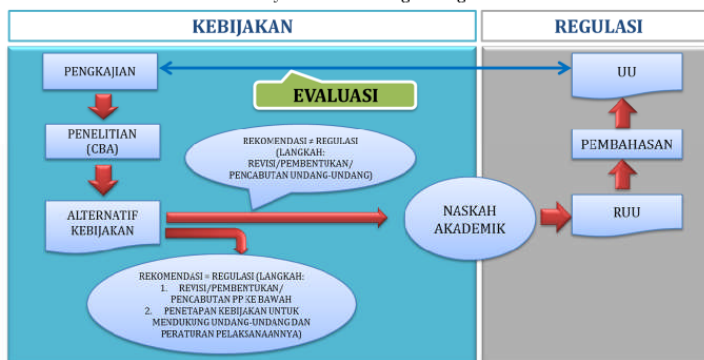 KEBIJAKAN
REGULASI
PENGKAJIAN
EVALUASI
UU
PENELITIAN
(CBA)
REKOMENDASI ≠ REGULASI
(LANGKAH:
REVISI/PEMBENTUKAN/
PENCABUTAN UNDANG-UNDANG)
PEMBAHASAN
ALTERNATIF
KEBIJAKAN
NASKAH
AKADEMIK
RUU
REKOMENDASI = REGULASI (LANGKAH:
1. REVISI/PEMBENTUKAN/
PENCABUTAN PP KE BAWAH
2. PENETAPAN KEBIJAKAN UNTUK
MENDUKUNG UNDANG-UNDANG DAN
PERATURAN PELAKSANAANNYA)